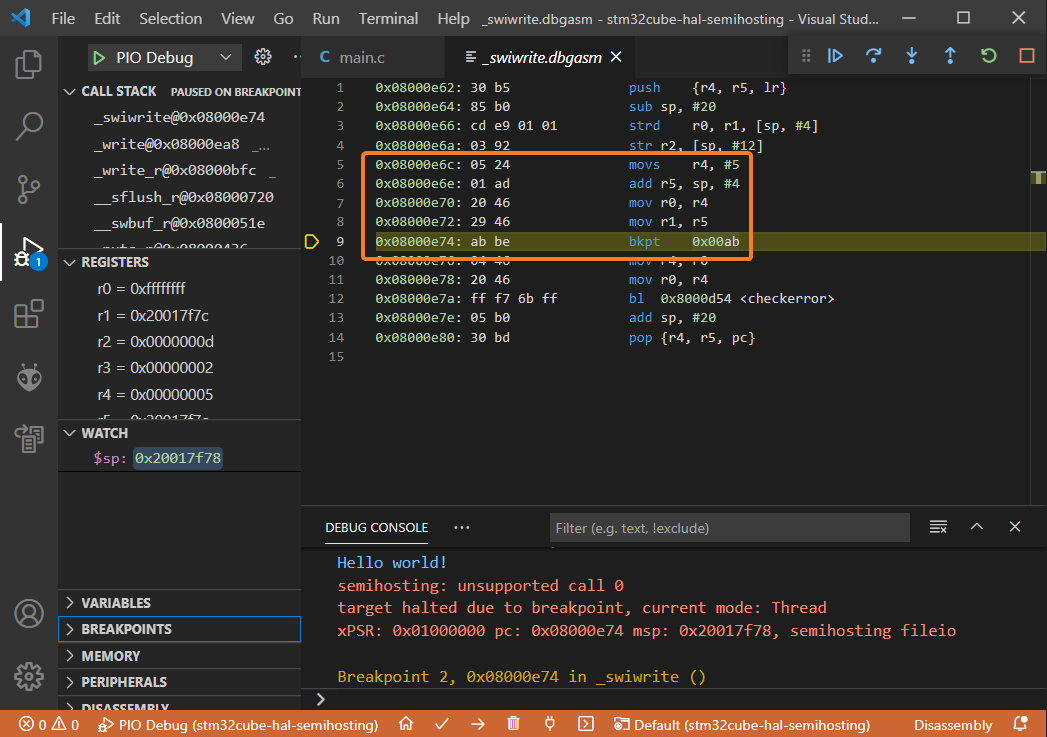 File Edit Selection View Go Run Terminal Help _swiwrite.dbgasm - stm32cube-hal-semihosting - Visual Stud...
PIO Debug
main.c
_swiwrite.dbgasm
CALL STACK PAUSED ON BREAKPOINT
_swiwrite@0x08000e74
_write@0x08000ea8 _...
_write_r@0x08000bfc _
__sflush_r@0x08000720
__swbuf_r@0x0800051e
REGISTERS
r0 = 0xffffffff
r1 = 0x20017f7c
r2 = 0x0000000d
r3 = 0x00000002
r4 = 0x00000005
r5 = 0x20017f7c
WATCH
$sp: 0x20017f78
VARIABLES
BREAKPOINTS
MEMORY
PERIPHERALS
DISASSEMBLY
1 0x08000e62: 30 b5 push {r4, r5, lr}
2 0x08000e64: 85 b0 sub sp, #20
3 0x08000e66: cd e9 01 01 strd r0, r1, [sp, #4]
4 0x08000e6a: 03 92 str r2, [sp, #12]
5 0x08000e6c: 05 24 movs r4, #5
6 0x08000e6e: 01 ad add r5, sp, #4
7 0x08000e70: 20 46 mov r0, r4
8 0x08000e72: 29 46 mov r1, r5
9 0x08000e74: ab be bkpt 0x00ab
10 0x08000e76: 04 46 mov r4, r0
11 0x08000e78: 20 46 mov r0, r4
12 0x08000e7a: ff f7 6b ff bl 0x8000d54 <checkerror>
13 0x08000e7e: 05 b0 add sp, #20
14 0x08000e80: 30 bd pop {r4, r5, pc}
15
DEBUG CONSOLE ...
Filter (e.g. text, !exclude)
Hello world!
semihosting: unsupported call 0
target halted due to breakpoint, current mode: Thread
xPSR: 0x01000000 pc: 0x08000e74 msp: 0x20017f78, semihosting fileio
Breakpoint 2, 0x08000e74 in _swiwrite ()
>
1
0 0 PIO Debug (stm32cube-hal-semihosting) Default (stm32cube-hal-semihosting) Disassembly